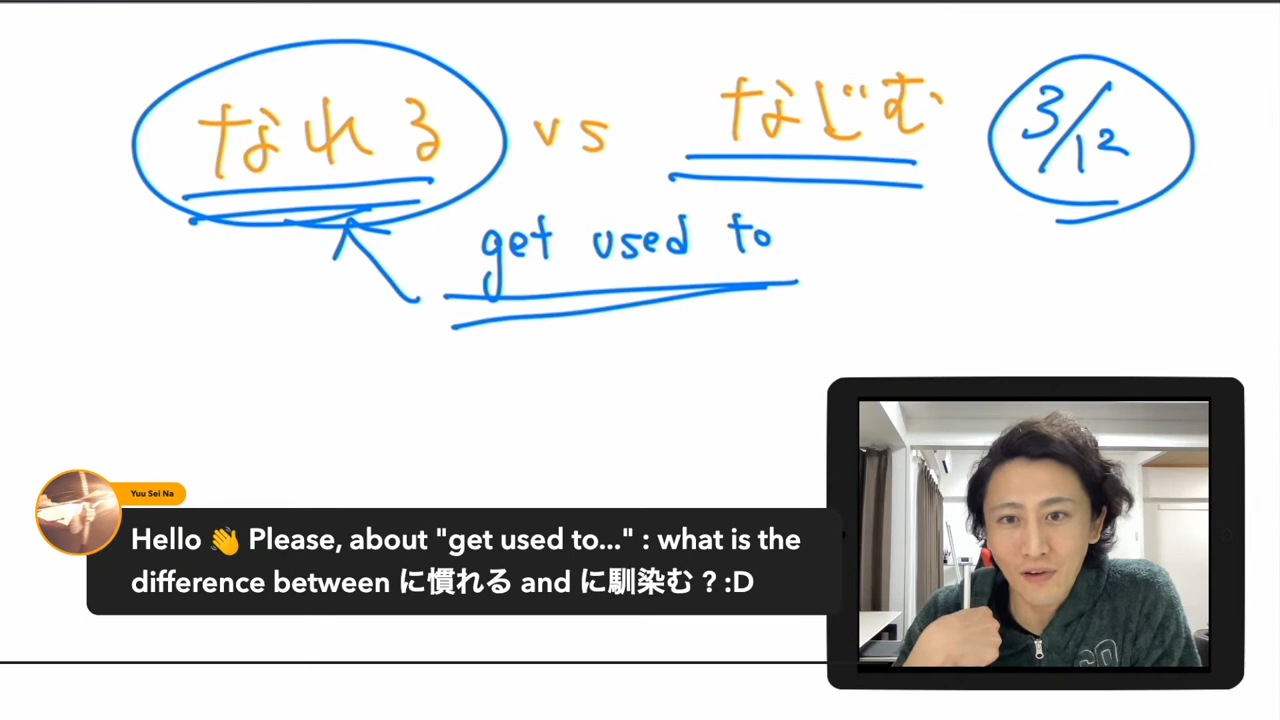 なれる vs なじむ 3/12
get used to
Yuu Sei Na
Hello 👋 Please, about "get used to..." : what is the
difference between に慣れる and に馴染む ? :D